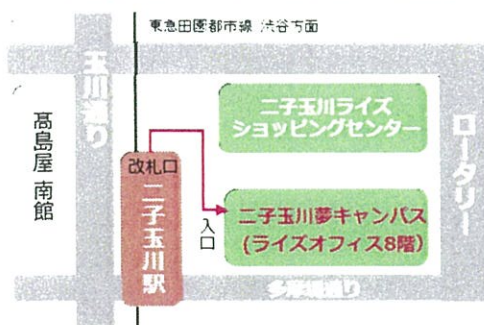 東急田園都市線 渋谷方面
玉川通り
二子玉川ライズ
ショッピングセンター
ロータリー
髙島屋 南館
改札口
二子玉川駅
入口
二子玉川夢キャンパス
(ライズオフィス8階)
多摩堤通り